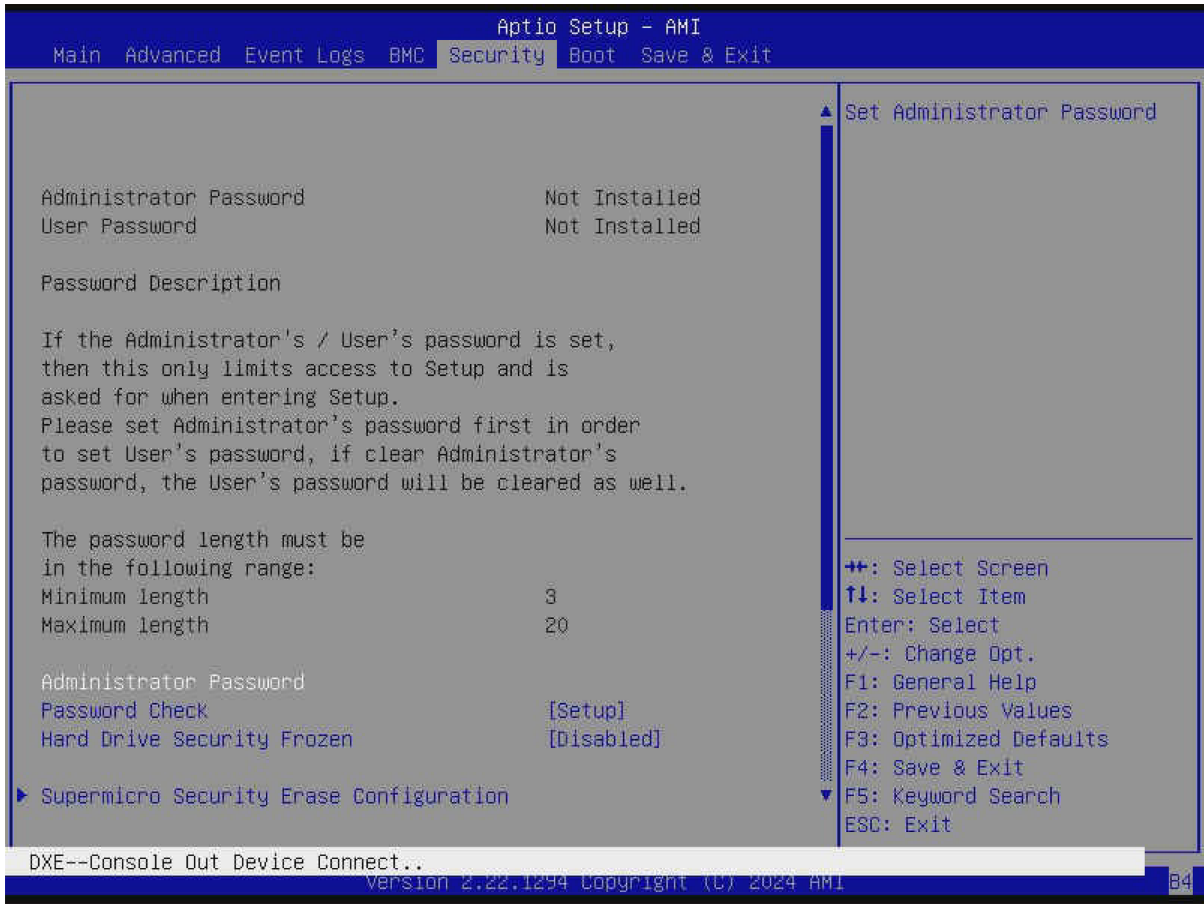 Aptio Setup – AMI
Main Advanced Event Logs BMC Security Boot Save & Exit
Set Administrator Password
Administrator Password Not Installed
User Password Not Installed
Password Description
If the Administrator's / User's password is set,
then this only limits access to Setup and is
asked for when entering Setup.
Please set Administrator's password first in order
to set User's password, if clear Administrator's
password, the User's password will be cleared as well.
The password length must be
in the following range:
Minimum length 3
Maximum length 20
Administrator Password
Password Check [Setup]
Hard Drive Security Frozen [Disabled]
Supermicro Security Erase Configuration
→←: Select Screen
↑↓: Select Item
Enter: Select
+/-: Change Opt.
F1: General Help
F2: Previous Values
F3: Optimized Defaults
F4: Save & Exit
F5: Keyword Search
ESC: Exit
DXE--Console Out Device Connect..
Version 2.22.1294 Copyright (C) 2024 AMI
B4